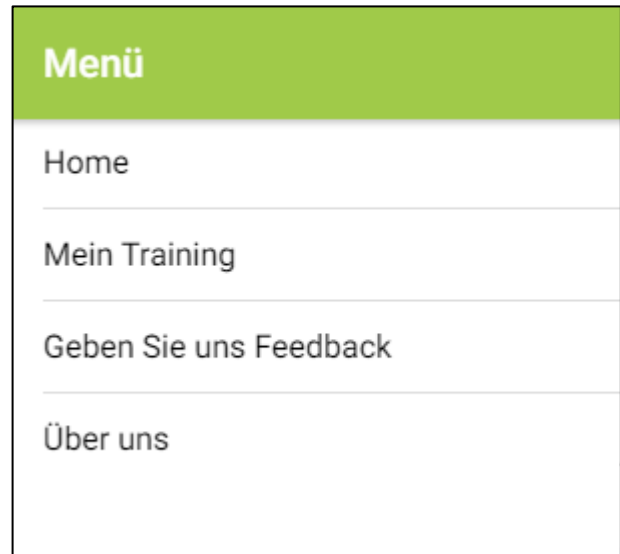 Menü
Home
Mein Training
Geben Sie uns Feedback
Über uns